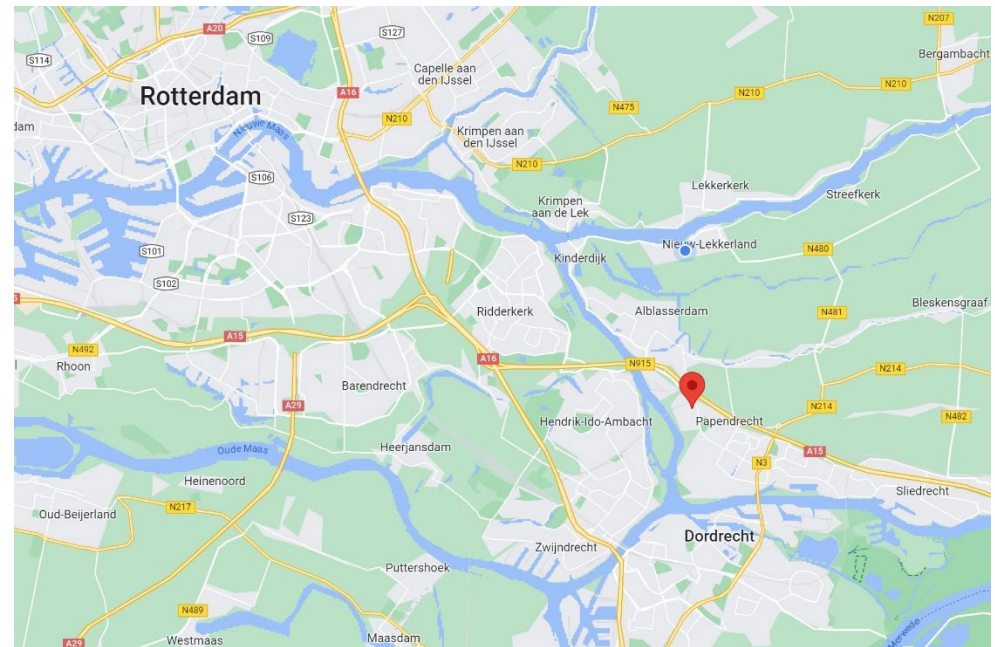 N207
A20
S109
S127
Bergambacht
S114
Capelle aan
den IJssel
A16
N210
Rotterdam
N475
N210
dam
Nieuwe Maas
Krimpen aan
den IJssel
N210
N210
S106
Lekkerkerk
Streefkerk
Krimpen
aan de Lek
S123
Nieuw-Lekkerland
N480
S101
Kinderdijk
S102
Bleskensgraaf
Ridderkerk
Alblasserdam
N481
A15
N492
A16
N915
N214
Rhoon
Barendrecht
A29
N214
Hendrik-Ido-Ambacht
Papendrecht
N482
Heerjansdam
Oude Maas
A15
N3
Heinenoord
Sliedrecht
N217
Oud-Beijerland
Dordrecht
Zwijndrecht
Puttershoek
N489
Merwede
A29
Westmaas
Maasdam